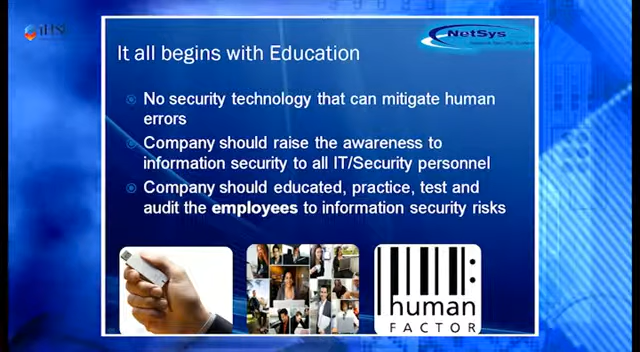 NetSys
It all begins with Education
No security technology that can mitigate human
errors
Company should raise the awareness to
information security to all IT/Security personnel
Company should educated, practice, test and
audit the employees to information security risks
human
FACTOR